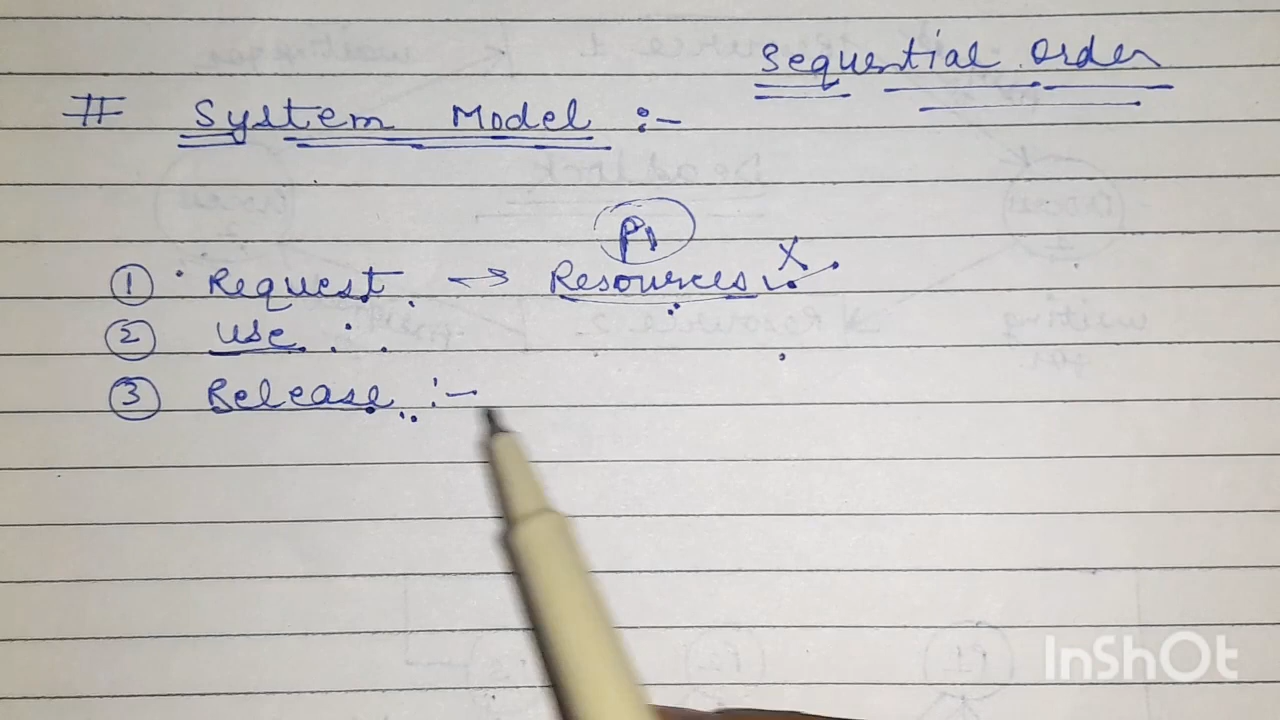 Sequential Order
# System Model :-
P1
① Request → Resources
② Use :
③ Release :-
InShOt